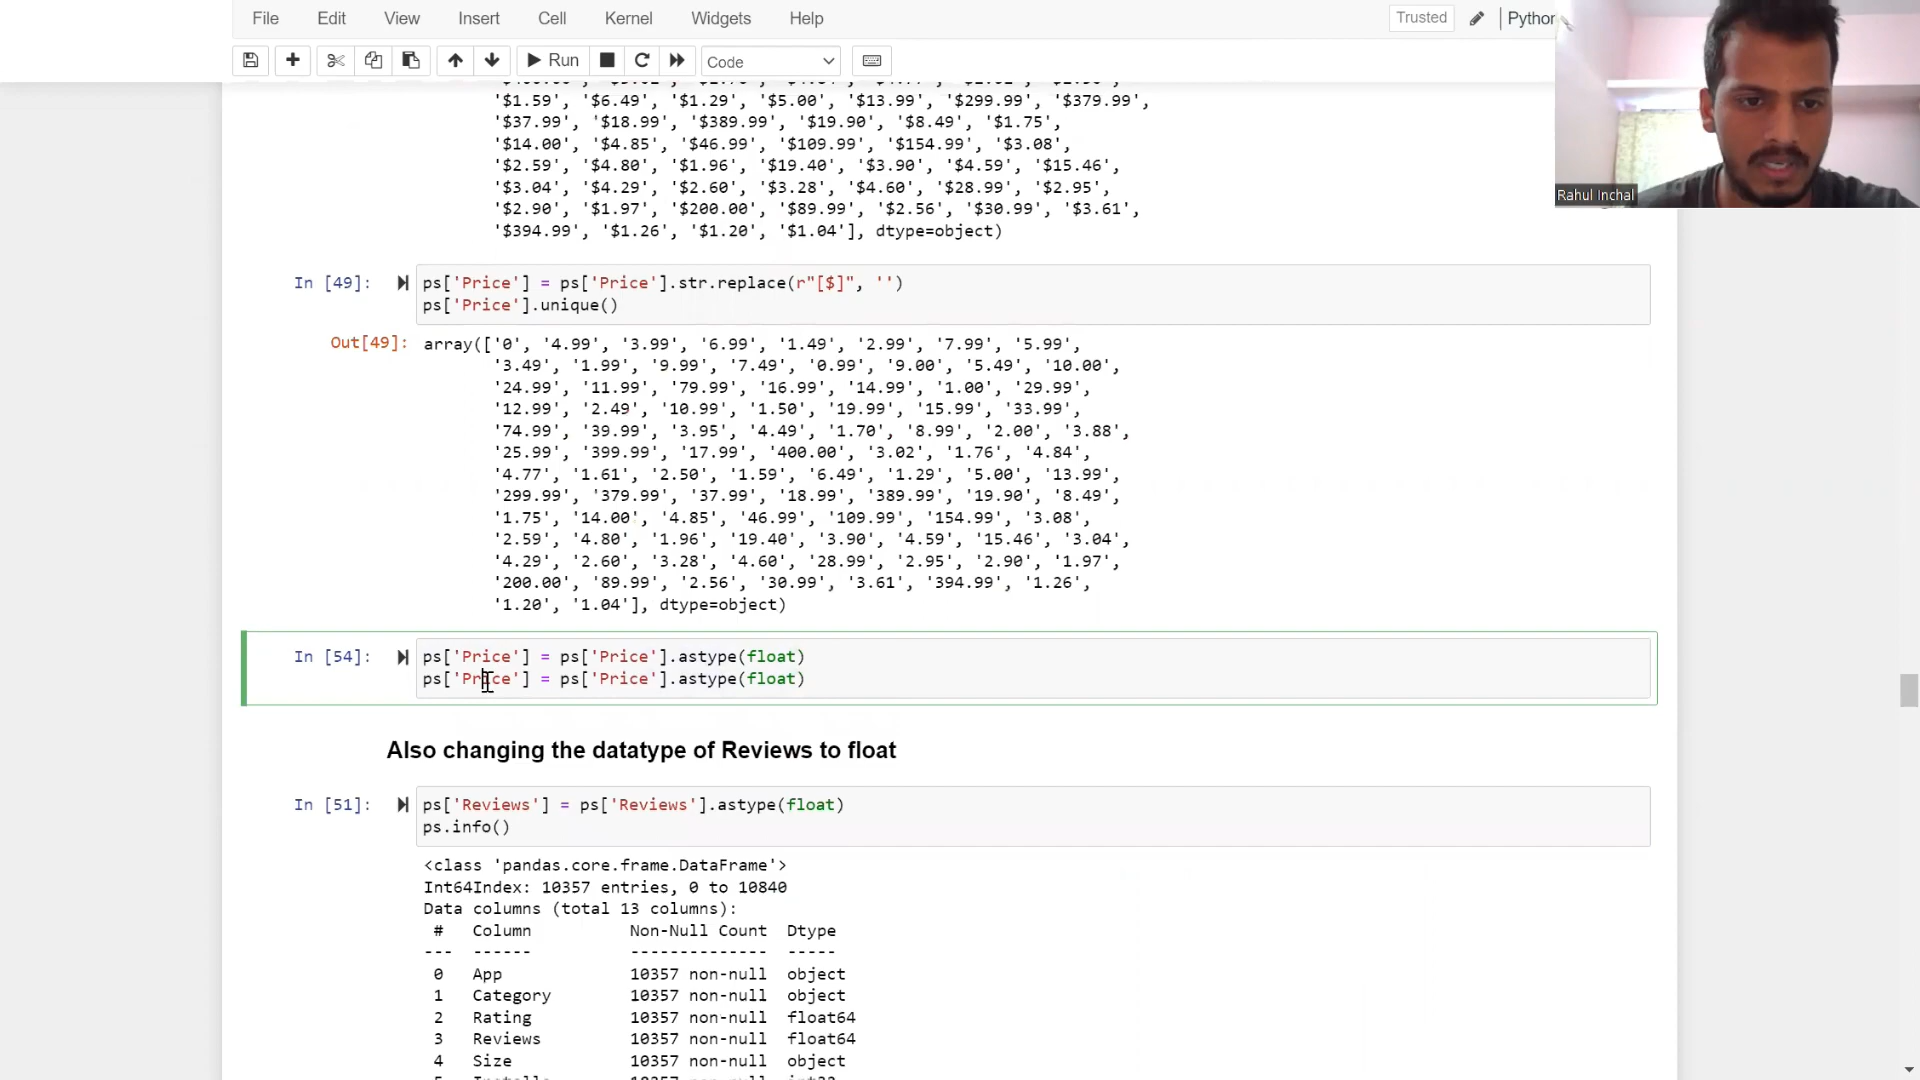 File Edit View Insert Cell Kernel Widgets Help Trusted Python
Run Code
Rahul Inchal
'$1.59', '$6.49', '$1.29', '$5.00', '$13.99', '$299.99', '$379.99',
'$37.99', '$18.99', '$389.99', '$19.90', '$8.49', '$1.75',
'$14.00', '$4.85', '$46.99', '$109.99', '$154.99', '$3.08',
'$2.59', '$4.80', '$1.96', '$19.40', '$3.90', '$4.59', '$15.46',
'$3.04', '$4.29', '$2.60', '$3.28', '$4.60', '$28.99', '$2.95',
'$2.90', '$1.97', '$200.00', '$89.99', '$2.56', '$30.99', '$3.61',
'$394.99', '$1.26', '$1.20', '$1.04'], dtype=object)
In [49]: ps['Price'] = ps['Price'].str.replace(r"[$]", '')
ps['Price'].unique()
Out[49]: array(['0', '4.99', '3.99', '6.99', '1.49', '2.99', '7.99', '5.99',
'3.49', '1.99', '9.99', '7.49', '0.99', '9.00', '5.49', '10.00',
'24.99', '11.99', '79.99', '16.99', '14.99', '1.00', '29.99',
'12.99', '2.49', '10.99', '1.50', '19.99', '15.99', '33.99',
'74.99', '39.99', '3.95', '4.49', '1.70', '8.99', '2.00', '3.88',
'25.99', '399.99', '17.99', '400.00', '3.02', '1.76', '4.84',
'4.77', '1.61', '2.50', '1.59', '6.49', '1.29', '5.00', '13.99',
'299.99', '379.99', '37.99', '18.99', '389.99', '19.90', '8.49',
'1.75', '14.00', '4.85', '46.99', '109.99', '154.99', '3.08',
'2.59', '4.80', '1.96', '19.40', '3.90', '4.59', '15.46', '3.04',
'4.29', '2.60', '3.28', '4.60', '28.99', '2.95', '2.90', '1.97',
'200.00', '89.99', '2.56', '30.99', '3.61', '394.99', '1.26',
'1.20', '1.04'], dtype=object)
In [54]: ps['Price'] = ps['Price'].astype(float)
ps['Price'] = ps['Price'].astype(float)
Also changing the datatype of Reviews to float
In [51]: ps['Reviews'] = ps['Reviews'].astype(float)
ps.info()
<class 'pandas.core.frame.DataFrame'>
Int64Index: 10357 entries, 0 to 10840
Data columns (total 13 columns):
# Column Non-Null Count Dtype
--- ------ -------------- -----
0 App 10357 non-null object
1 Category 10357 non-null object
2 Rating 10357 non-null float64
3 Reviews 10357 non-null float64
4 Size 10357 non-null object